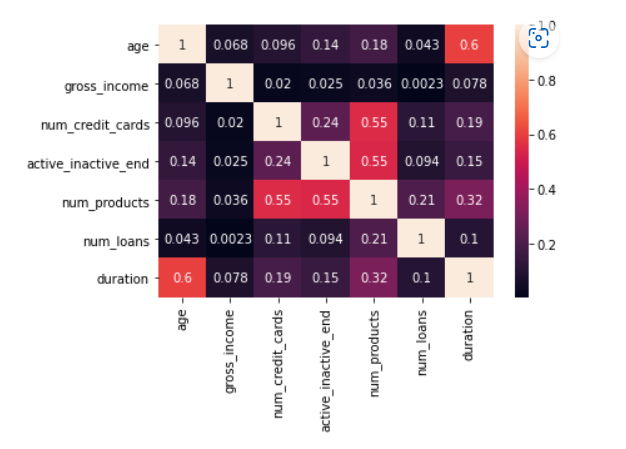 age 1 0.068 0.096 0.14 0.18 0.043 0.6
gross_income 0.068 1 0.02 0.025 0.036 0.0023 0.078
num_credit_cards 0.096 0.02 1 0.24 0.55 0.11 0.19
active_inactive_end 0.14 0.025 0.24 1 0.55 0.094 0.15
num_products 0.18 0.036 0.55 0.55 1 0.21 0.32
num_loans 0.043 0.0023 0.11 0.094 0.21 1 0.1
duration 0.6 0.078 0.19 0.15 0.32 0.1 1
age
gross_income
num_credit_cards
active_inactive_end
num_products
num_loans
duration
1.0
0.8
0.6
0.4
0.2